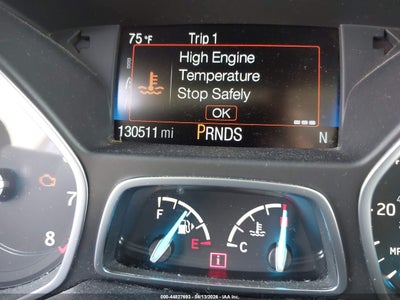 75 °F Trip 1
High Engine
Temperature
Stop Safely
OK
130511 mi PRNDS N
7
8
F
E
C
20
000-44827693 - 04/13/2026 - © IAA Inc.